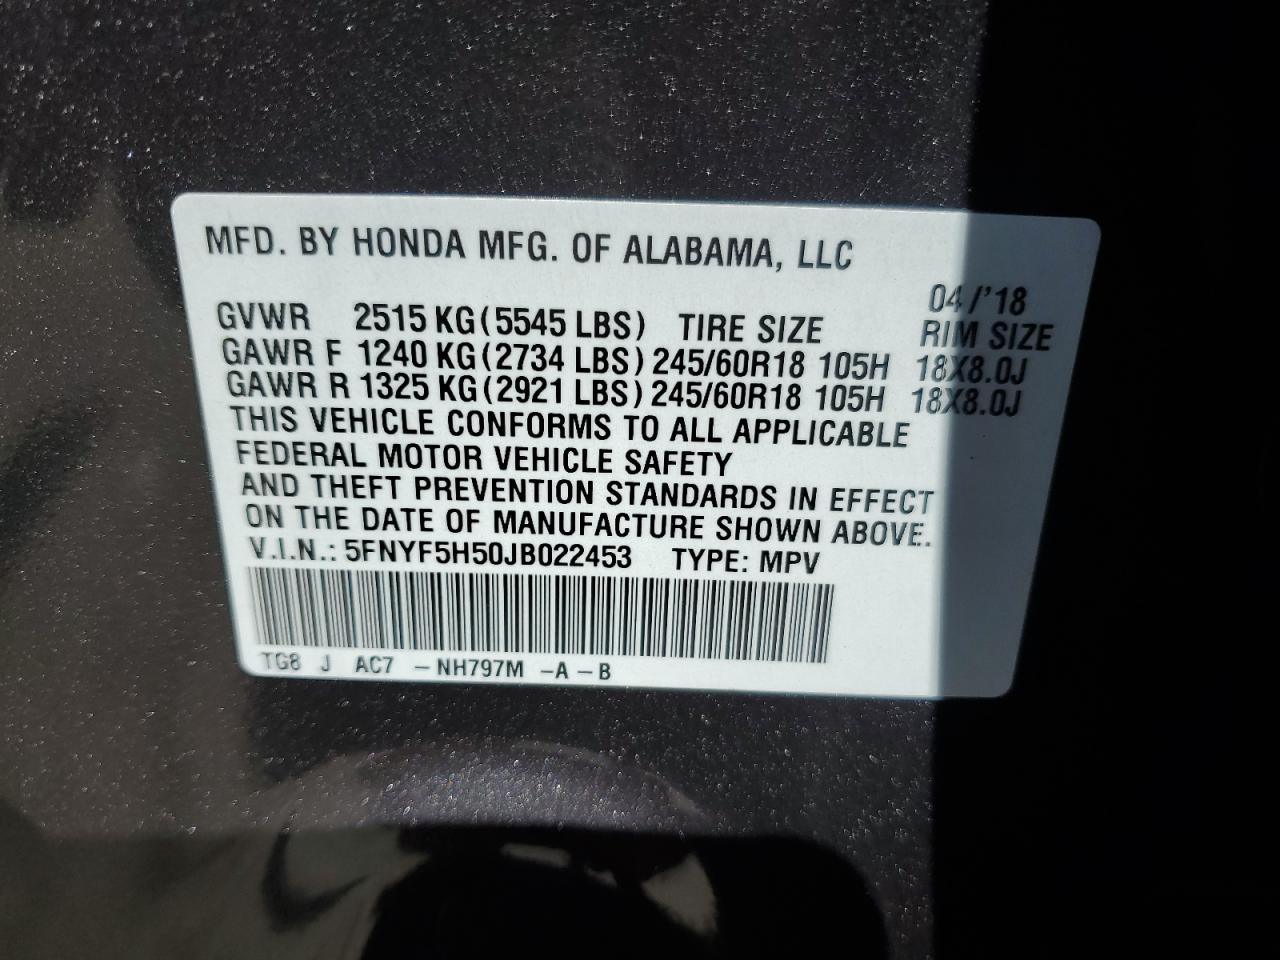 MFD. BY HONDA MFG. OF ALABAMA, LLC
04/'18
GVWR 2515 KG(5545 LBS) TIRE SIZE RIM SIZE
GAWR F 1240 KG(2734 LBS) 245/60R18 105H 18X8.0J
GAWR R 1325 KG(2921 LBS) 245/60R18 105H 18X8.0J
THIS VEHICLE CONFORMS TO ALL APPLICABLE
FEDERAL MOTOR VEHICLE SAFETY
AND THEFT PREVENTION STANDARDS IN EFFECT
ON THE DATE OF MANUFACTURE SHOWN ABOVE.
V.I.N.: 5FNYF5H50JB022453 TYPE: MPV
TG8 J AC7 -NH797M -A-B